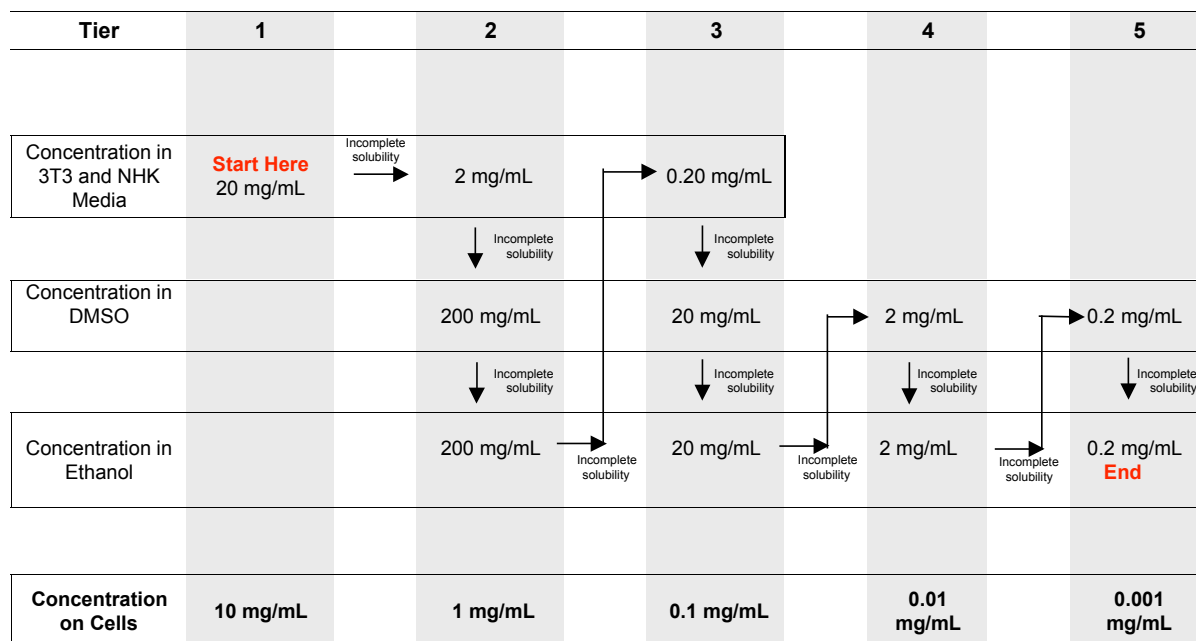 Tier 1 2 3 4 5
Concentration in
3T3 and NHK
Media
Start Here
20 mg/mL
Incomplete
solubility
2 mg/mL
0.20 mg/mL
Incomplete
solubility
Incomplete
solubility
Concentration in
DMSO
200 mg/mL
20 mg/mL
2 mg/mL
0.2 mg/mL
Incomplete
solubility
Incomplete
solubility
Incomplete
solubility
Incomplete
solubility
Concentration in
Ethanol
200 mg/mL
Incomplete
solubility
20 mg/mL
Incomplete
solubility
2 mg/mL
Incomplete
solubility
0.2 mg/mL
End
Concentration
on Cells
10 mg/mL
1 mg/mL
0.1 mg/mL
0.01
mg/mL
0.001
mg/mL